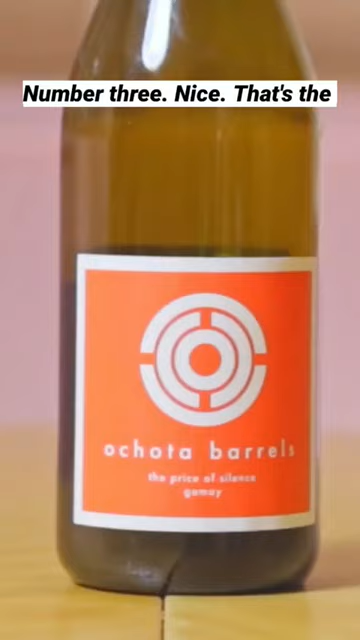 Number three. Nice. That's the
ochota barrels
the price of silence
gamay